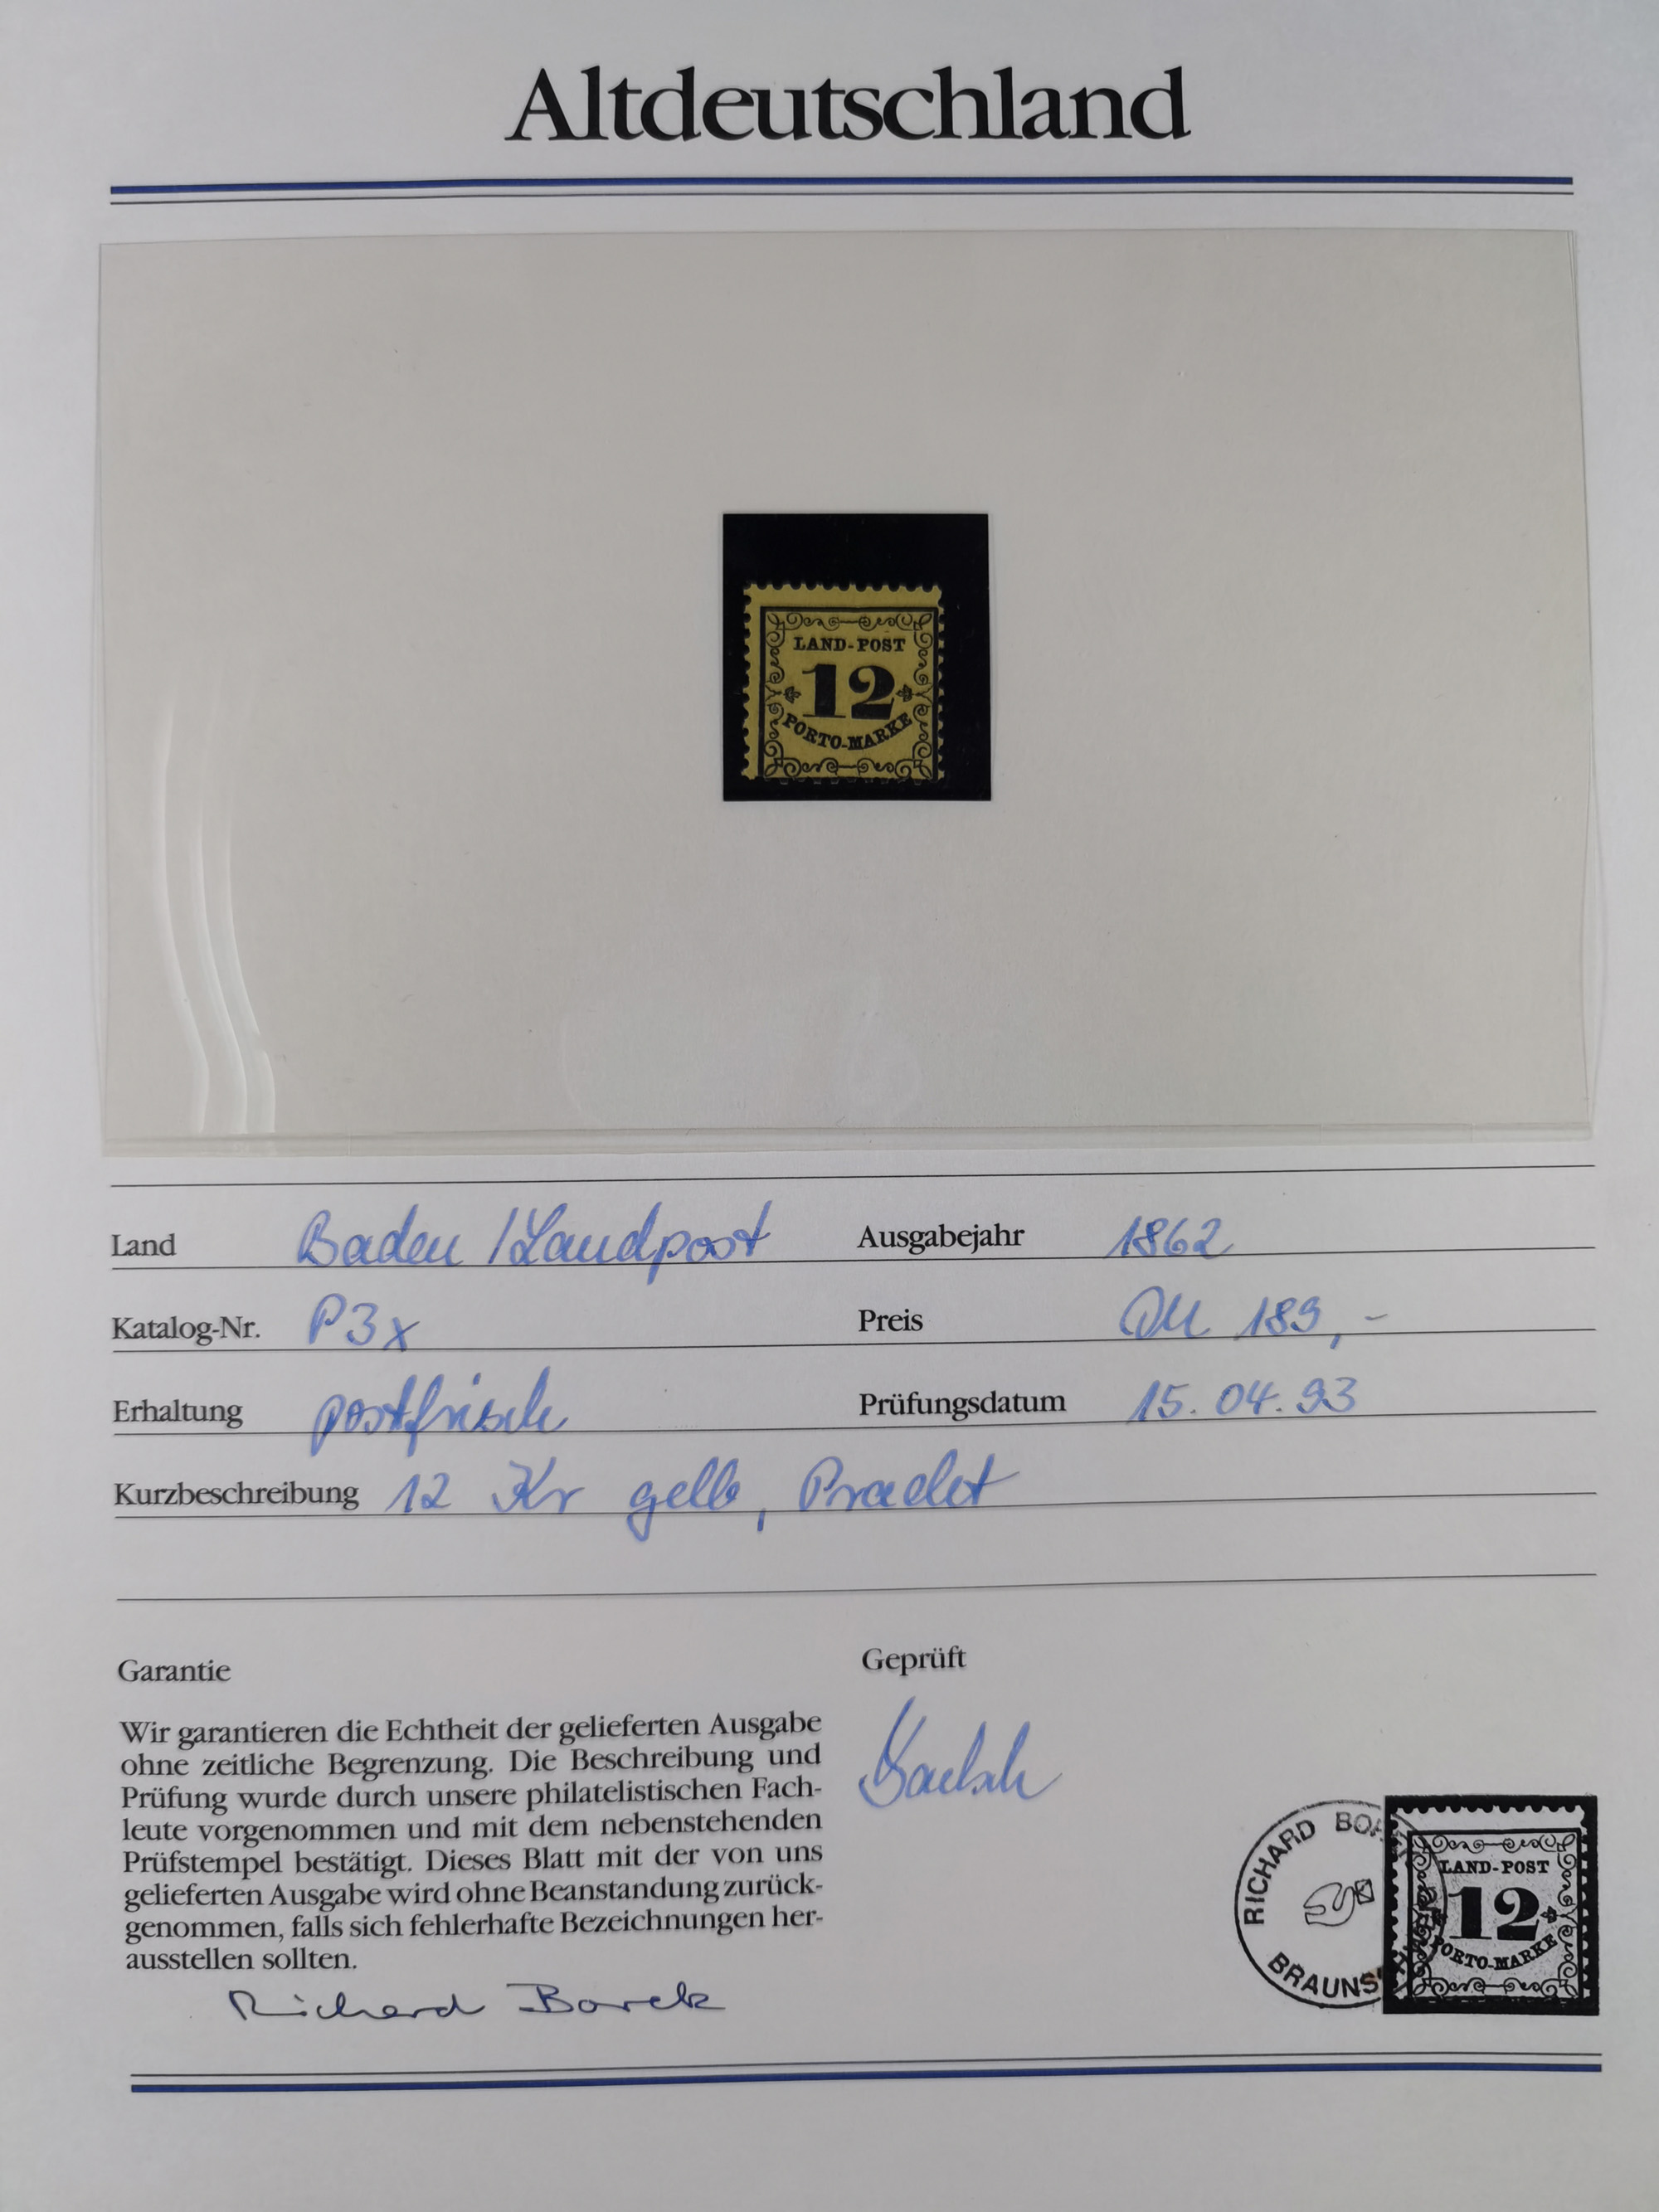 Altdeutschland
LAND-POST
12
PORTO-MARKE
Land Baden / Landpost Ausgabejahr 1862
Katalog-Nr. P3x Preis DM 189,-
Erhaltung postfrisch Prüfungsdatum 15.04.93
Kurzbeschreibung 12 Kr gelb, Pracht
Garantie
Wir garantieren die Echtheit der gelieferten Ausgabe
ohne zeitliche Begrenzung. Die Beschreibung und
Prüfung wurde durch unsere philatelistischen Fach-
leute vorgenommen und mit dem nebenstehenden
Prüfstempel bestätigt. Dieses Blatt mit der von uns
gelieferten Ausgabe wird ohne Beanstandung zurück-
genommen, falls sich fehlerhafte Bezeichnungen her-
ausstellen sollten.
Richard Borek
Geprüft
RICHARD
BRAUNS
LAND-POST
12
PORTO-MARKE